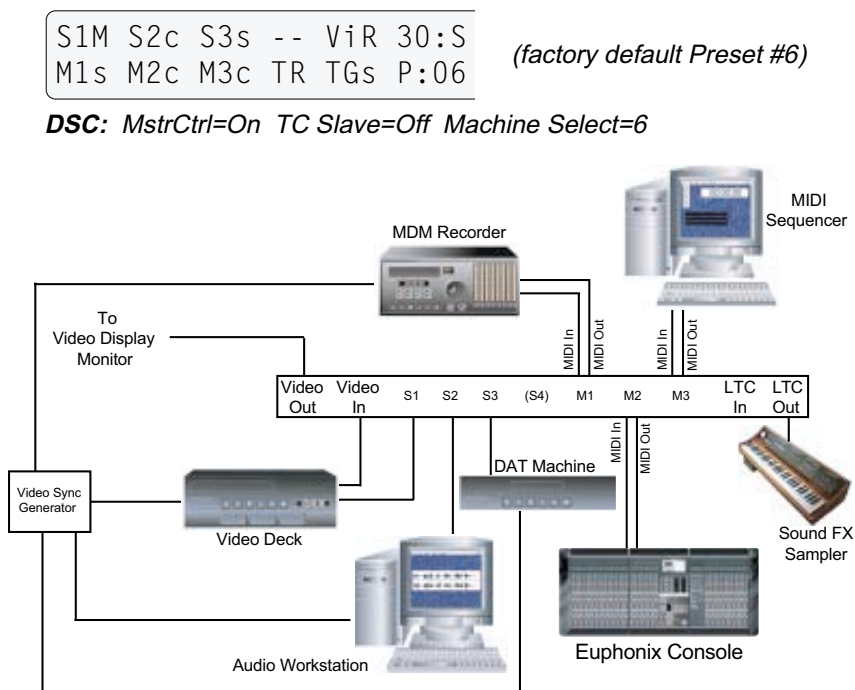 S1M S2c S3s -- ViR 30:S
M1s M2c M3c TR TGs P:06
(factory default Preset #6)
DSC: MstrCtrl=On TC Slave=Off Machine Select=6
MIDI
Sequencer
MDM Recorder
To
Video Display
Monitor
MIDI In
MIDI Out
MIDI In
MIDI Out
Video
Out
Video
In
S1
S2
S3
(S4)
M1
M2
M3
LTC
In
LTC
Out
MIDI In
MIDI Out
DAT Machine
Video Sync
Generator
Video Deck
Sound FX
Sampler
Audio Workstation
Euphonix Console